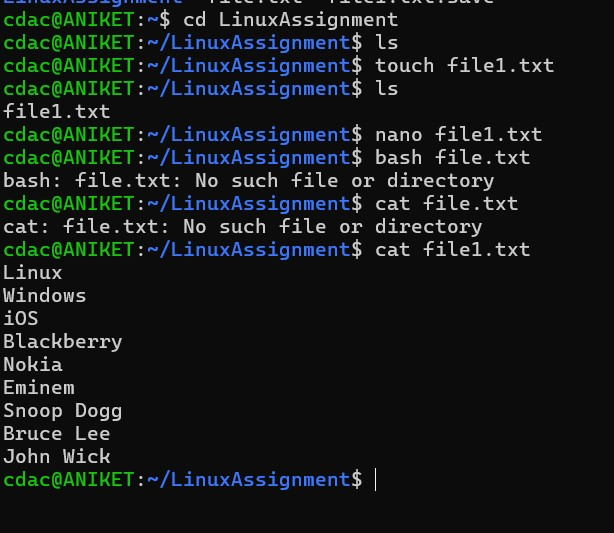 cdac@ANIKET:~$ cd LinuxAssignment
cdac@ANIKET:~/LinuxAssignment$ ls
cdac@ANIKET:~/LinuxAssignment$ touch file1.txt
cdac@ANIKET:~/LinuxAssignment$ ls
file1.txt
cdac@ANIKET:~/LinuxAssignment$ nano file1.txt
cdac@ANIKET:~/LinuxAssignment$ bash file.txt
bash: file.txt: No such file or directory
cdac@ANIKET:~/LinuxAssignment$ cat file.txt
cat: file.txt: No such file or directory
cdac@ANIKET:~/LinuxAssignment$ cat file1.txt
Linux
Windows
iOS
Blackberry
Nokia
Eminem
Snoop Dogg
Bruce Lee
John Wick
cdac@ANIKET:~/LinuxAssignment$